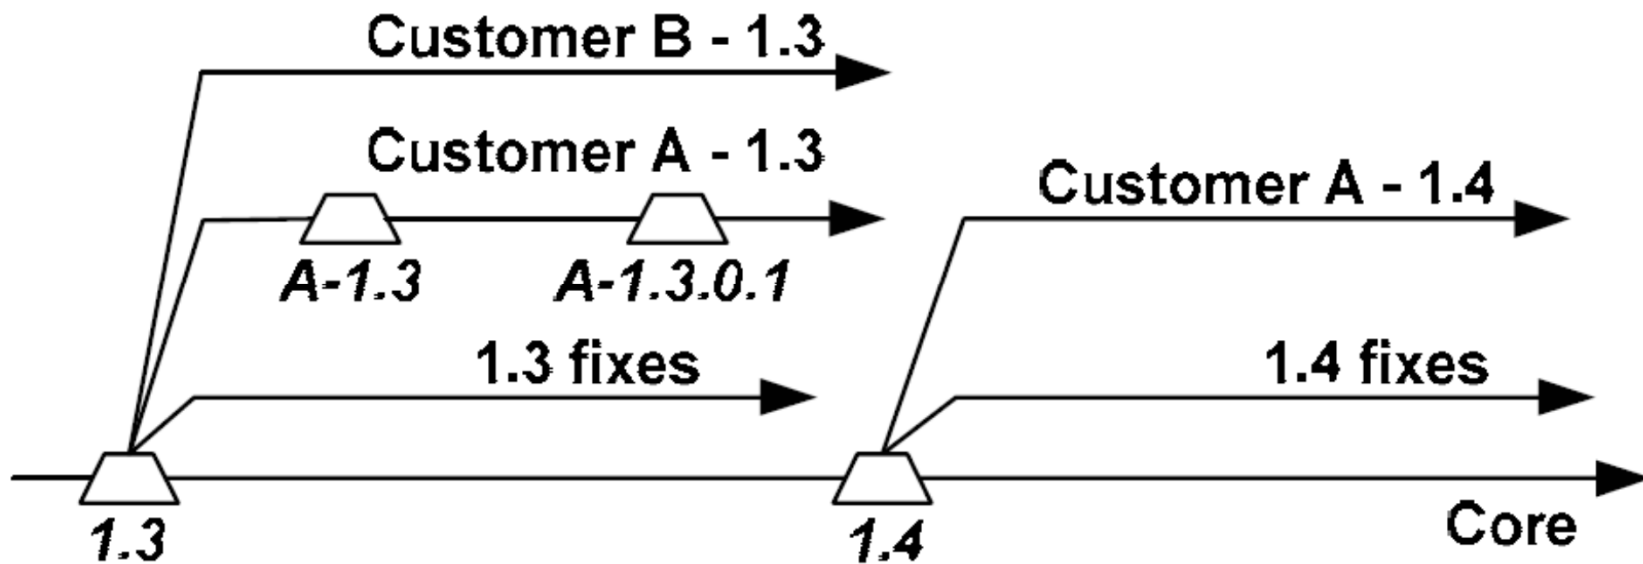 Customer B - 1.3
Customer A - 1.3
Customer A - 1.4
A-1.3
A-1.3.0.1
1.3 fixes
1.4 fixes
1.3
1.4
Core